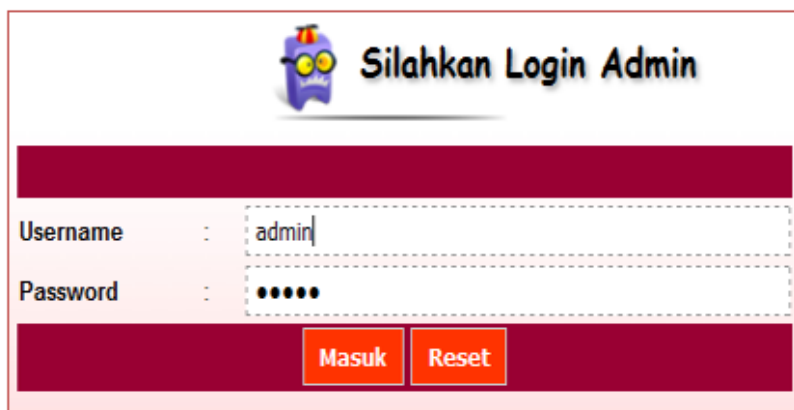 Silahkan Login Admin
Username : admin
Password : •••••
Masuk Reset